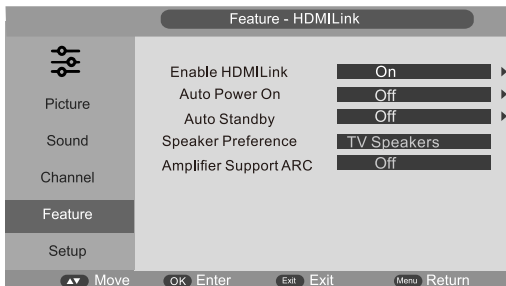 Feature - HDMILink
Picture
Sound
Channel
Feature
Setup
Enable HDMILink On
Auto Power On Off
Auto Standby Off
Speaker Preference TV Speakers
Amplifier Support ARC Off
Move OK Enter Exit Exit Menu Return